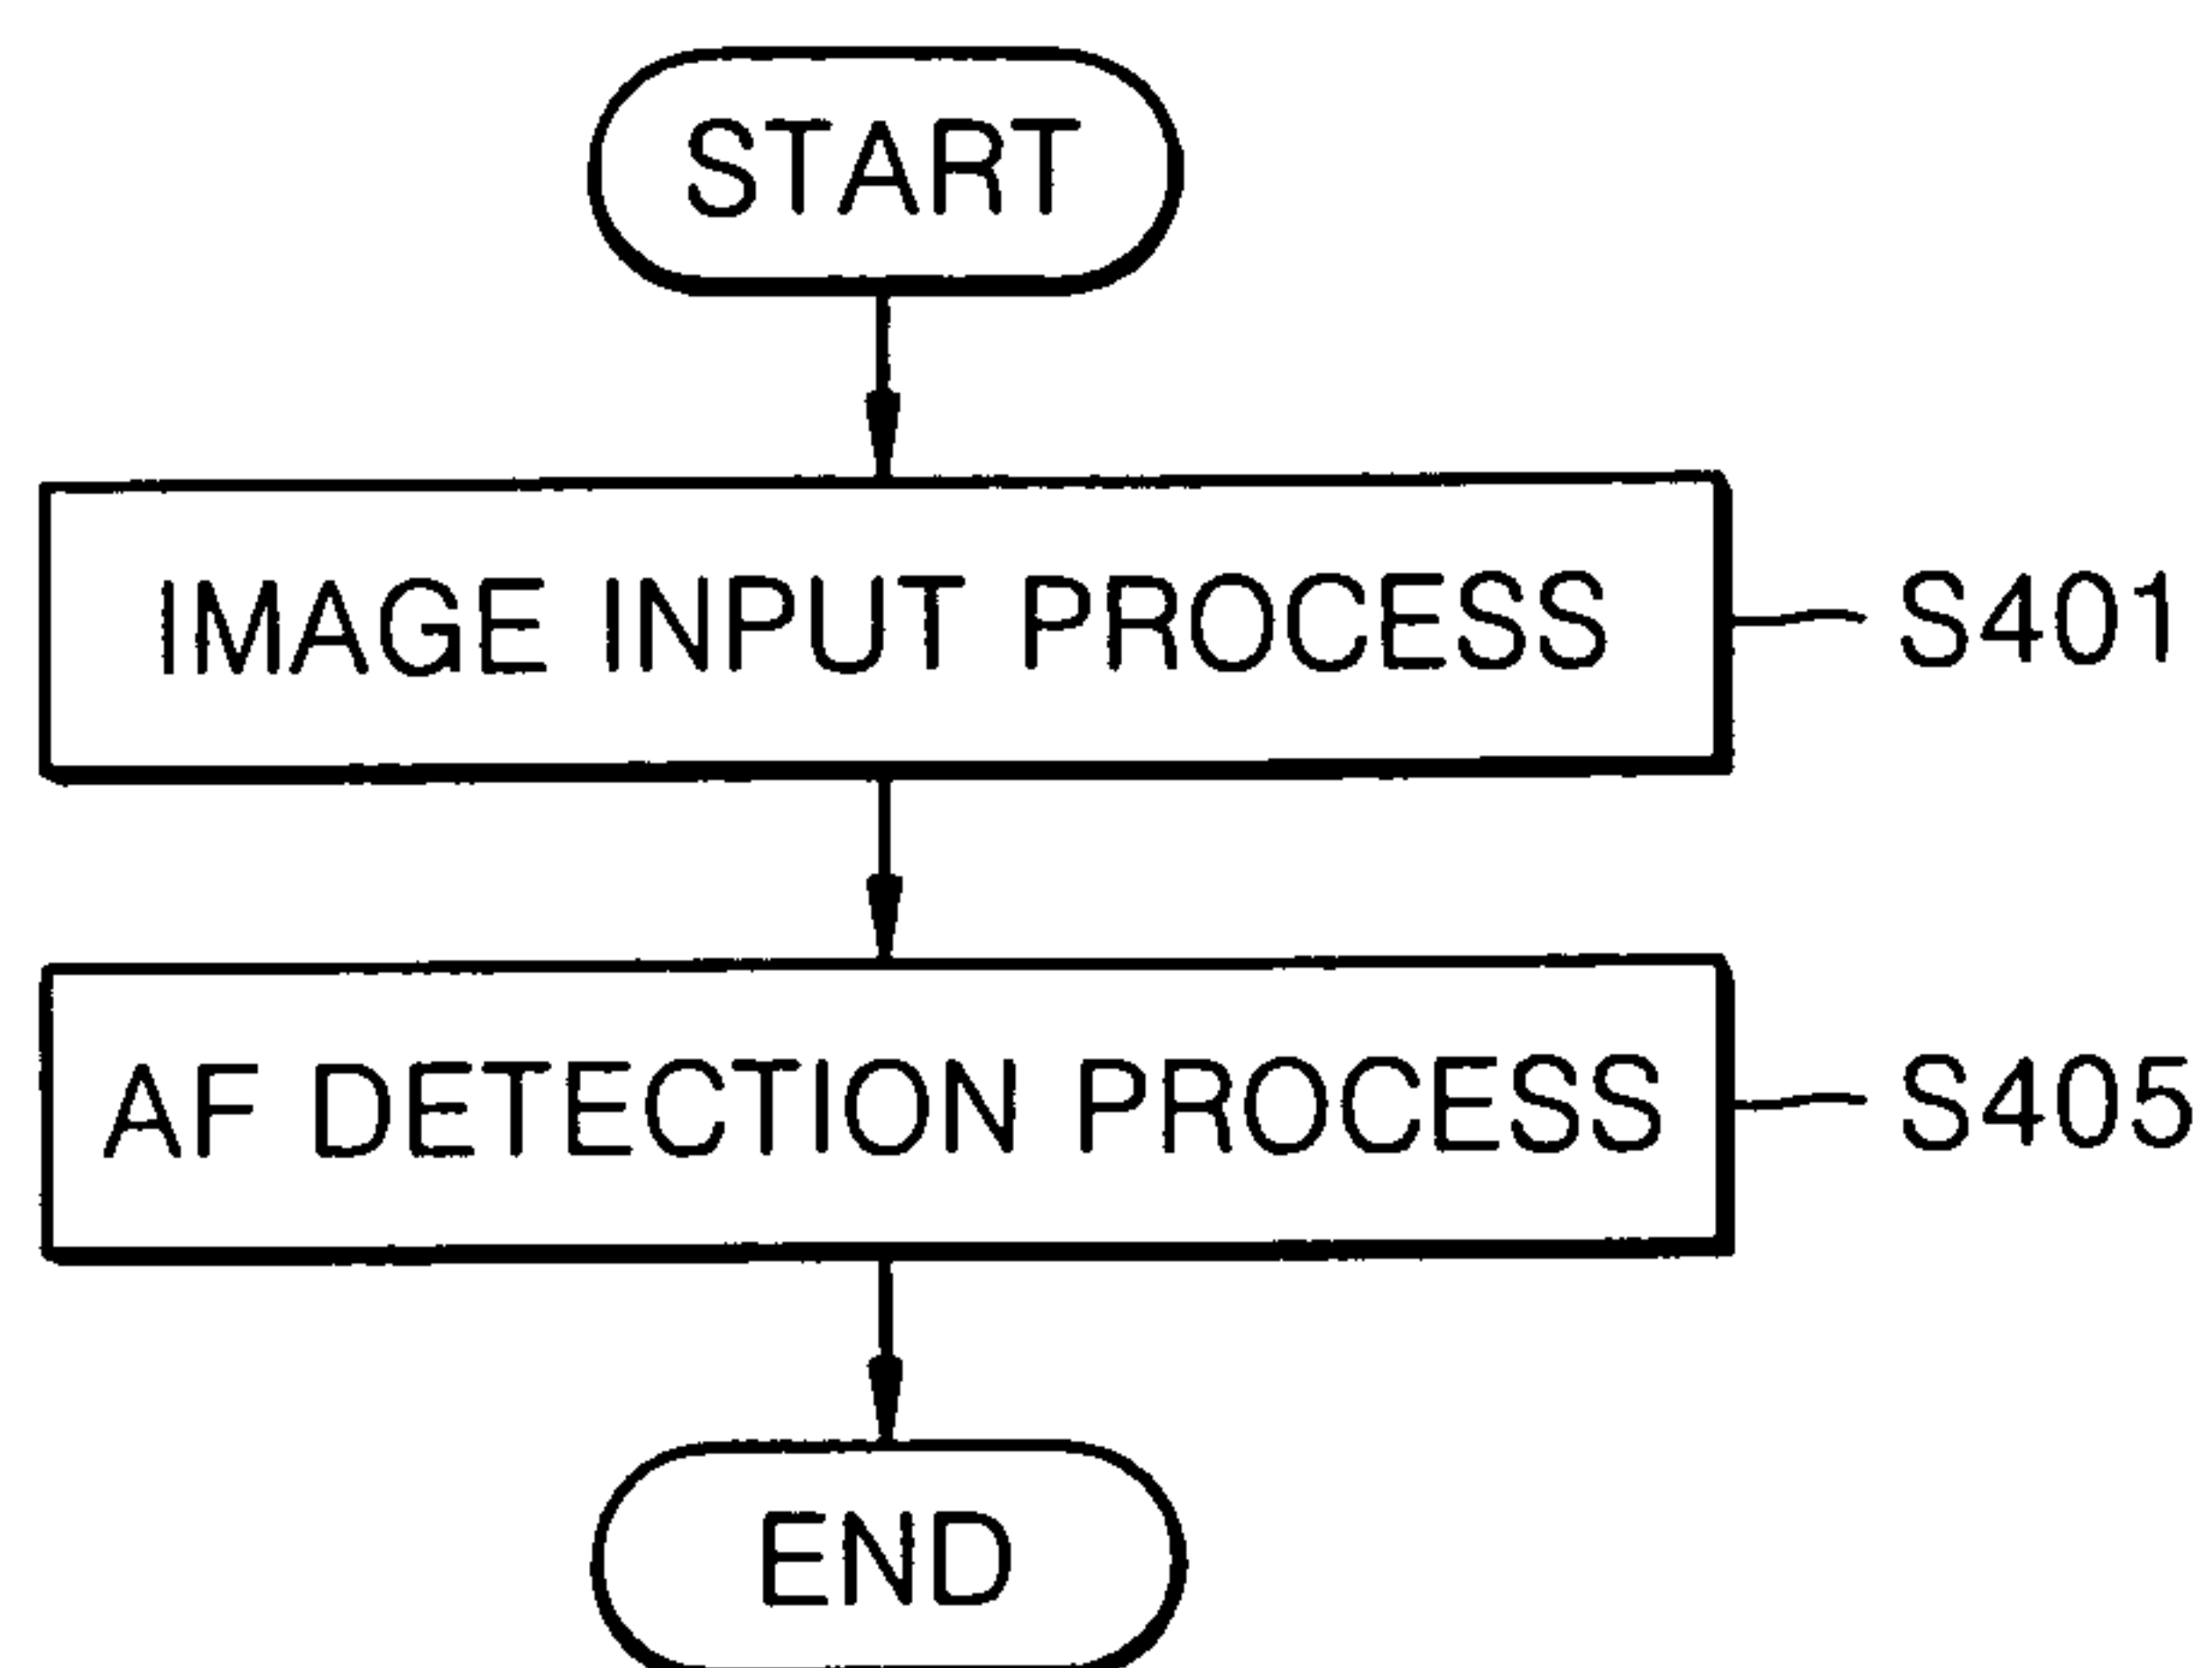 START
IMAGE INPUT PROCESS S401
AF DETECTION PROCESS S405
END